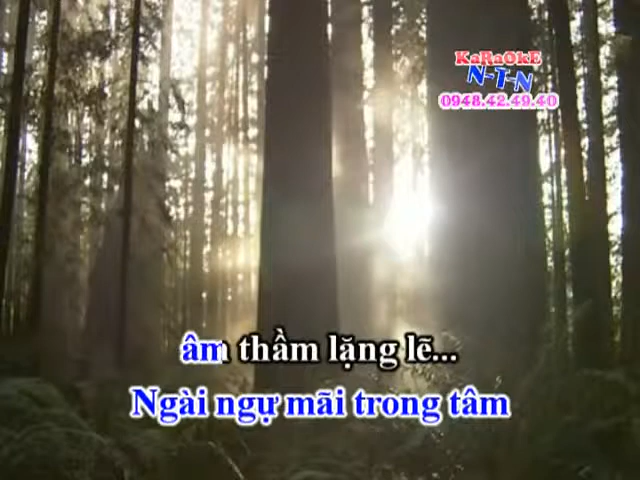 KaRaOkE
N-T-N
0948.42.49.40
âm thầm lặng lẽ...
Ngài ngự mãi trong tâm